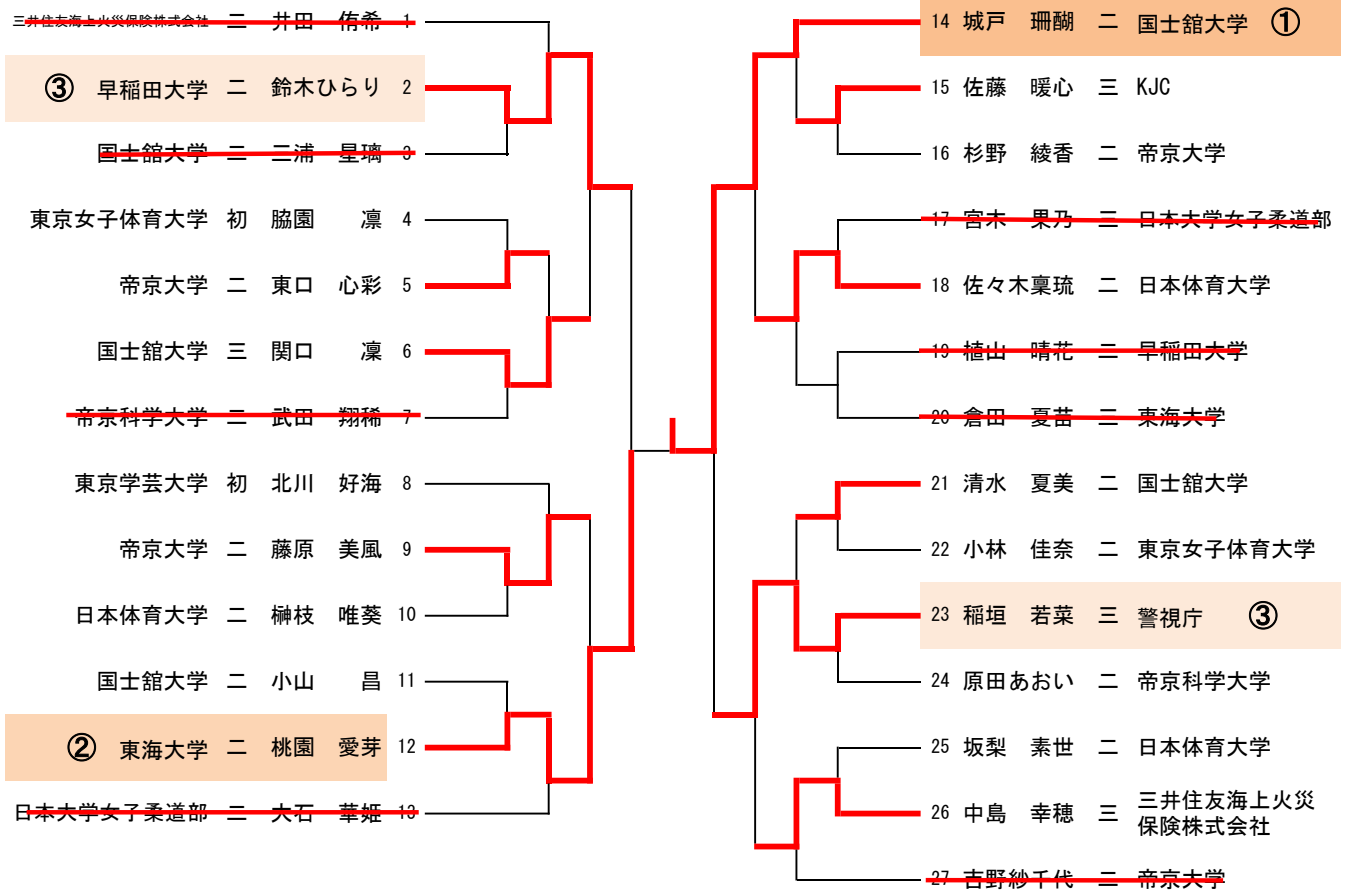 三井住友海上火災保険株式会社 二 井田 侑希 1
③ 早稲田大学 二 鈴木ひらり 2
国士舘大学 二 三浦 星璃 3
東京女子体育大学 初 脇園 凛 4
帝京大学 二 東口 心彩 5
国士舘大学 三 関口 凜 6
帝京科学大学 二 武田 翔稀 7
東京学芸大学 初 北川 好海 8
帝京大学 二 藤原 美風 9
日本体育大学 二 榊枝 唯葵 10
国士舘大学 二 小山 昌 11
② 東海大学 二 桃園 愛芽 12
日本大学女子柔道部 二 大石 華姫 13
14 城戸 珊瑚 二 国士舘大学 ①
15 佐藤 暖心 三 KJC
16 杉野 綾香 二 帝京大学
17 宮木 果乃 三 日本大学女子柔道部
18 佐々木稟琉 二 日本体育大学
19 植山 晴花 二 早稲田大学
20 倉田 夏苗 二 東海大学
21 清水 夏美 二 国士舘大学
22 小林 佳奈 二 東京女子体育大学
23 稲垣 若菜 三 警視庁 ③
24 原田あおい 二 帝京科学大学
25 坂梨 素世 二 日本体育大学
26 中島 幸穂 三 三井住友海上火災
保険株式会社
27 吉野紗千代 二 帝京大学